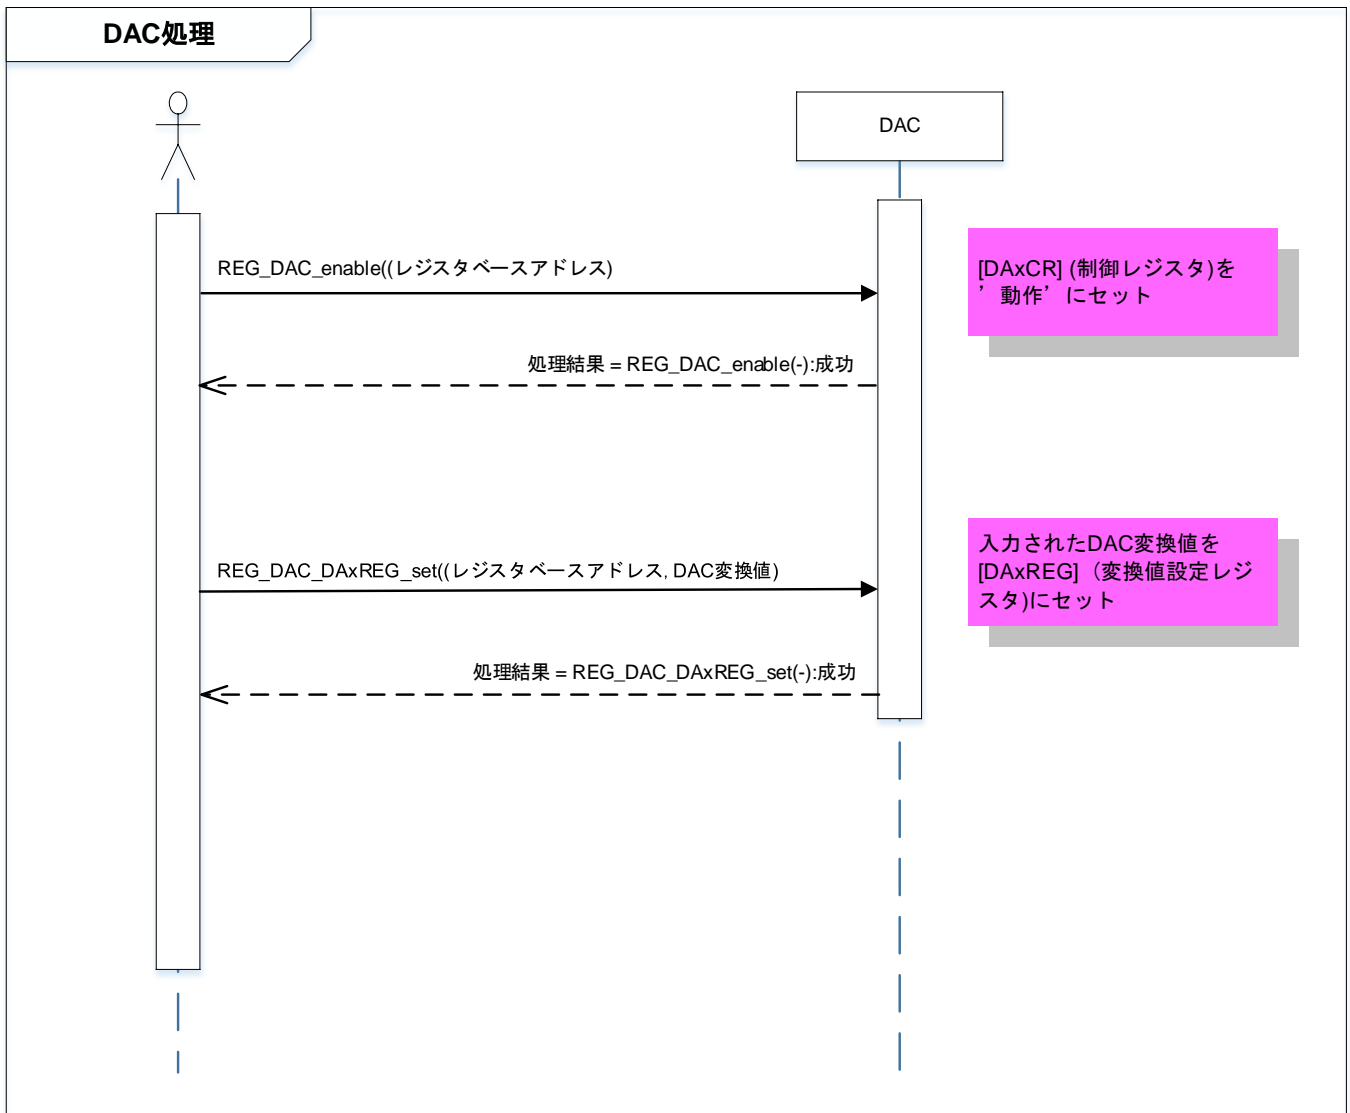 DAC処理
DAC
REG_DAC_enable((レジスタベースアドレス)
[DAxCR] (制御レジスタ)を
’動作’にセット
処理結果 = REG_DAC_enable(-):成功
入力されたDAC変換値を
[DAxREG]（変換値設定レジ
スタ)にセット
REG_DAC_DAxREG_set((レジスタベースアドレス, DAC変換値)
処理結果 = REG_DAC_DAxREG_set(-):成功